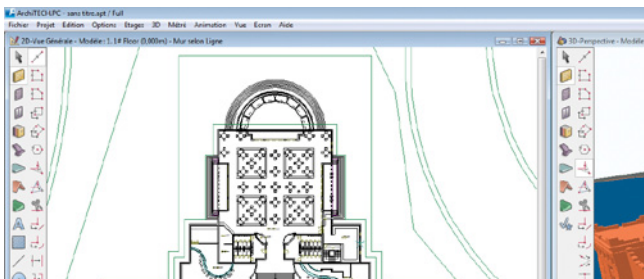 ArchiTECH.PC - sans titre.apt / Full
Fichier Projet Edition Options Etages 3D Métré Animation Vue Ecran Aide
2D-Vue Générale - Modèle: 1, 1# Floor (0,000m) - Mur selon Ligne
3D-Perspective - Modèle